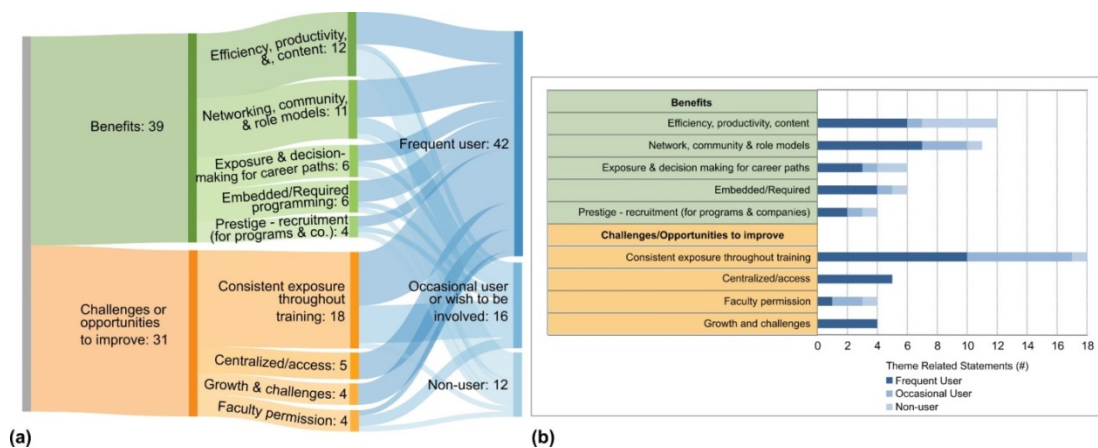 Benefits: 39
Challenges or
opportunities
to improve: 31
Efficiency, productivity,
&, content: 12
Networking, community,
& role models: 11
Exposure & decision-
making for career paths: 6
Embedded/Required
programming: 6
Prestige - recruitment
(for programs & co.): 4
Consistent exposure
throughout
training: 18
Centralized/access: 5
Growth & challenges: 4
Faculty permission: 4
Frequent user: 42
Occasional user
or wish to be
involved: 16
Non-user: 12
(a)
Benefits
Efficiency, productivity, content
Network, community & role models
Exposure & decision making for career paths
Embedded/Required
Prestige - recruitment (for programs & companies)
Challenges/Opportunities to improve
Consistent exposure throughout training
Centralized/access
Faculty permission
Growth and challenges
0 2 4 6 8 10 12 14 16 18
Theme Related Statements (#)
Frequent User
Occasional User
Non-user
(b)